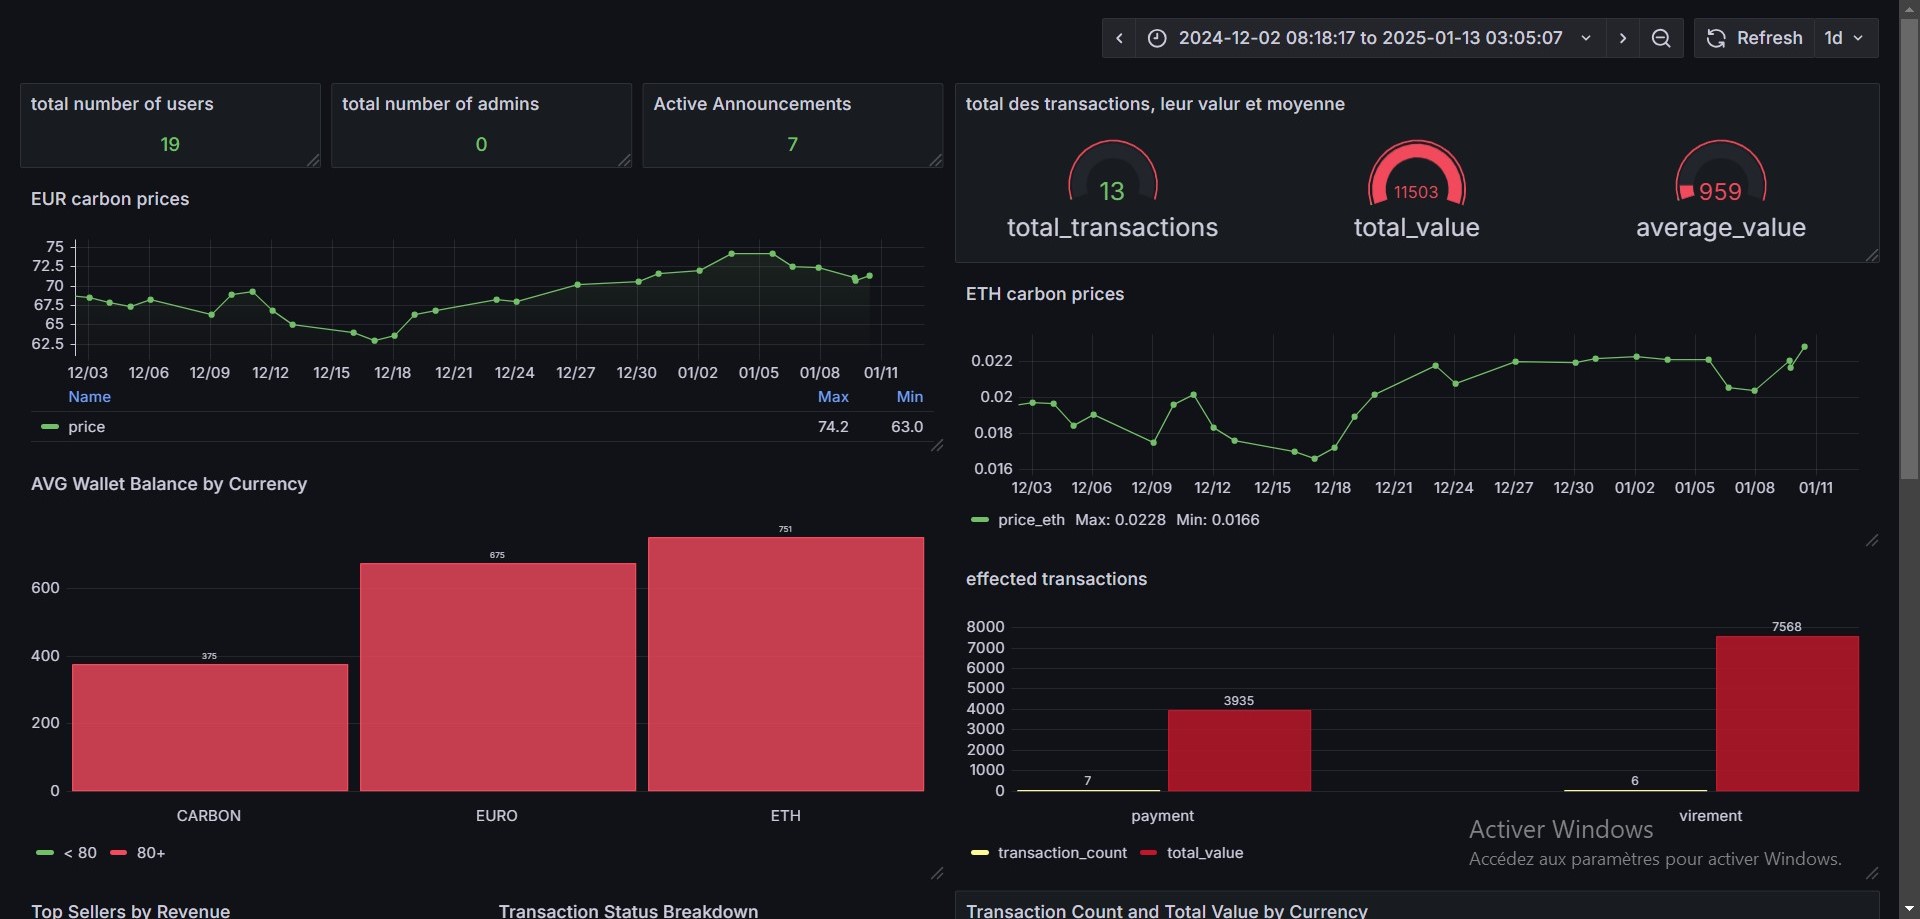 2024-12-02 08:18:17 to 2025-01-13 03:05:07
Refresh
1d
total number of users
19
total number of admins
0
Active Announcements
7
total des transactions, leur valur et moyenne
13
11503
959
total_transactions
total_value
average_value
EUR carbon prices
75
72.5
70
67.5
65
62.5
12/03 12/06 12/09 12/12 12/15 12/18 12/21 12/24 12/27 12/30 01/02 01/05 01/08 01/11
Name Max Min
price 74.2 63.0
ETH carbon prices
0.022
0.02
0.018
0.016
12/03 12/06 12/09 12/12 12/15 12/18 12/21 12/24 12/27 12/30 01/02 01/05 01/08 01/11
price_eth Max: 0.0228 Min: 0.0166
AVG Wallet Balance by Currency
751
675
600
400
375
200
0
CARBON EURO ETH
< 80 80+
effected transactions
8000
7568
7000
6000
5000
4000
3935
3000
2000
1000
7
6
0
payment virement
transaction_count total_value
Activer Windows
Accédez aux paramètres pour activer Windows.
Top Sellers by Revenue
Transaction Status Breakdown
Transaction Count and Total Value by Currency